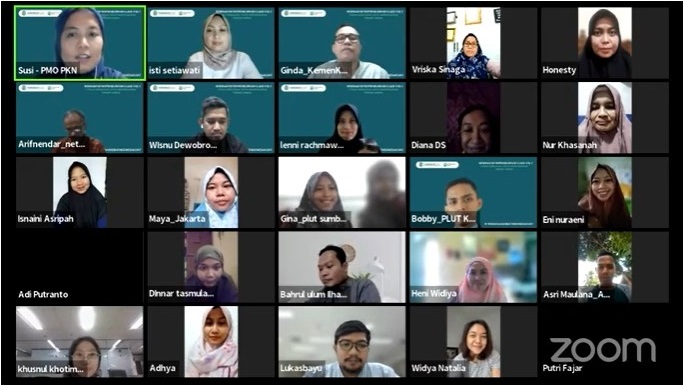 Susi - PMO PKN
isti setiawati
Ginda_KemenK...
Vriska Sinaga
Honesty
Arifnendar_net...
Wisnu Dewobro...
lenni rachmaw...
Diana DS
Nur Khasanah
Isnaini Asripah
Maya_Jakarta
Gina_plut sumb...
Bobby_PLUT K...
Eni nuraeni
Adi Putranto
Dinnar tasmula...
Bahrul ulum ilha...
Heni Widiya
Asri Maulana_A...
khusnul khotim...
Adhya
Lukasbayu
Widya Natalia
Putri Fajar
zoom